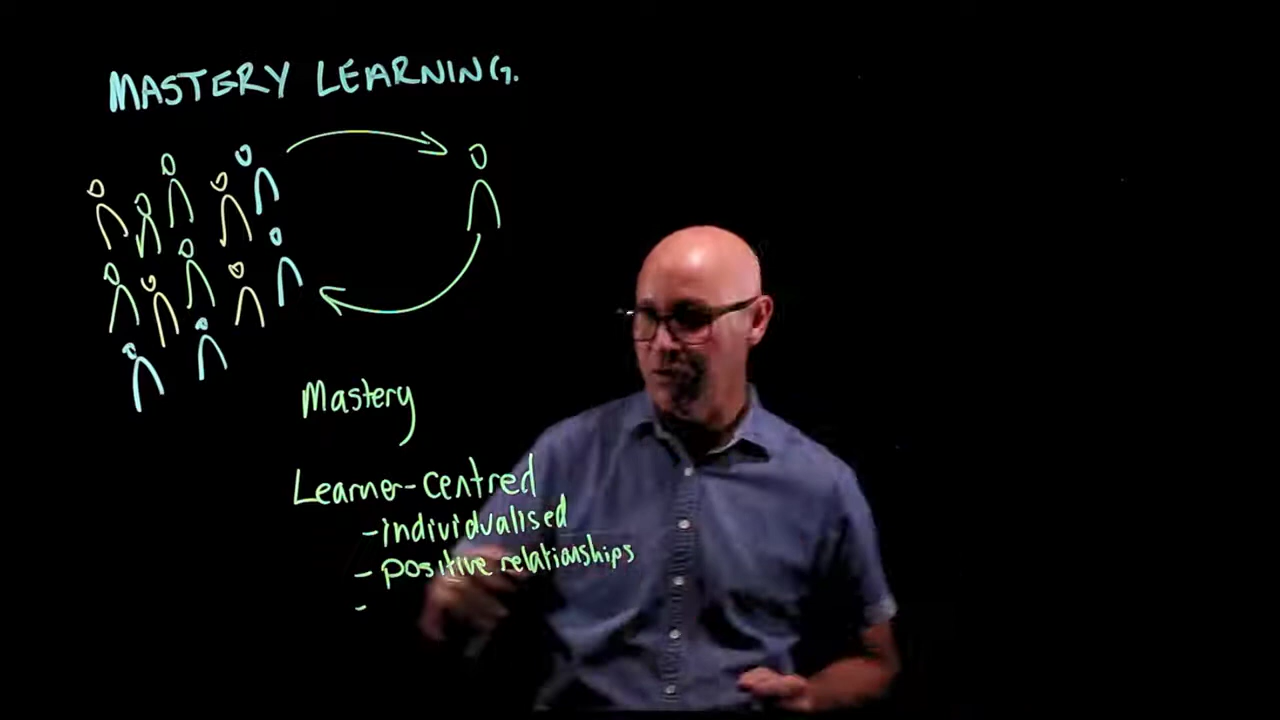 MASTERY LEARNING.
Mastery
Learner-centred
-individualised
- positive relationships
-